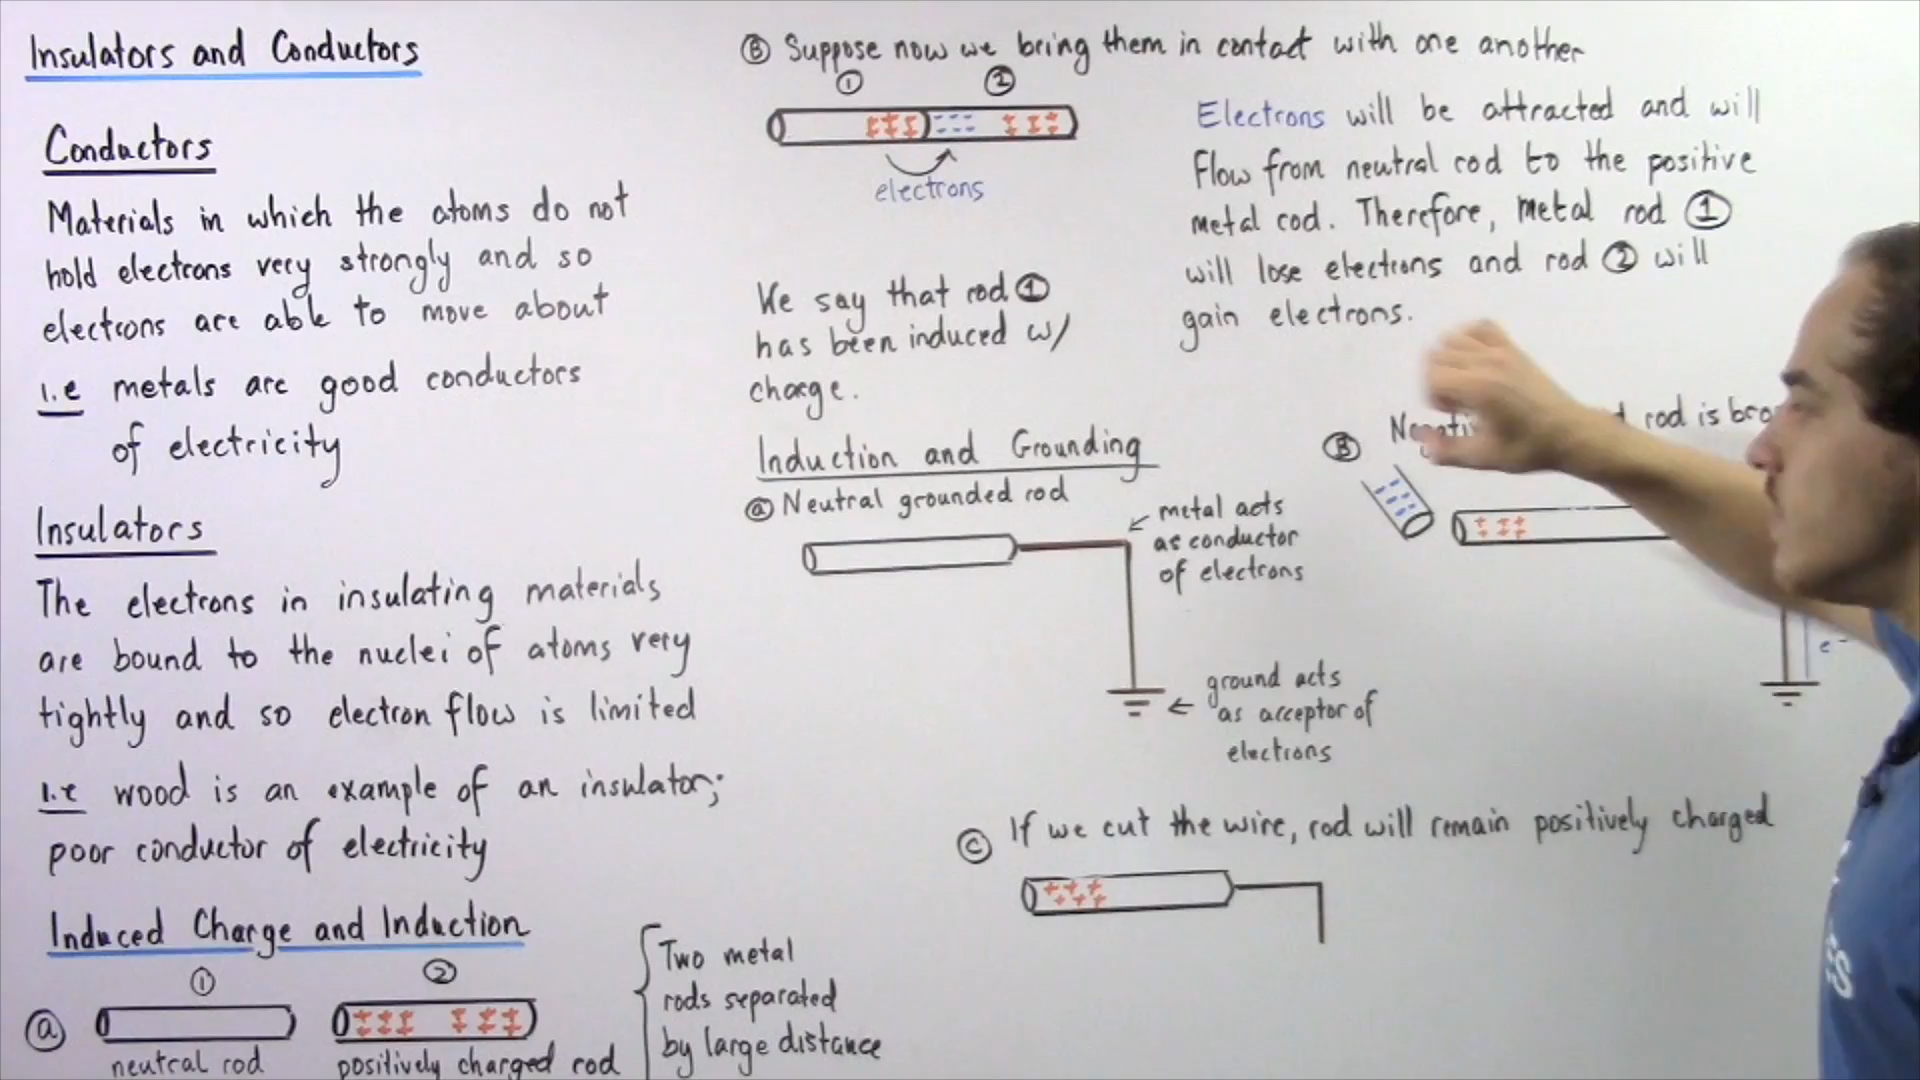 Insulators and Conductors
Conductors
Materials in which the atoms do not
hold electrons very strongly and so
electrons are able to move about
i.e metals are good conductors
of electricity
Insulators
The electrons in insulating materials
are bound to the nuclei of atoms very
tightly and so electron flow is limited
i.e wood is an example of an insulator;
poor conductor of electricity
Induced Charge and Induction
① ②
ⓐ +++ +++
neutral rod positively charged rod
Two metal
rods separated
by large distance
Ⓑ Suppose now we bring them in contact with one another
① ②
+++ --- +++
electrons
Electrons will be attracted and will
flow from neutral rod to the positive
metal rod. Therefore, metal rod ①
will lose electrons and rod ② will
gain electrons.
We say that rod ①
has been induced w/
charge.
Induction and Grounding
ⓐ Neutral grounded rod
metal acts
as conductor
of electrons
ground acts
as acceptor of
electrons
Ⓑ rod is
+++
e-
ⓒ If we cut the wire, rod will remain positively charged
+++